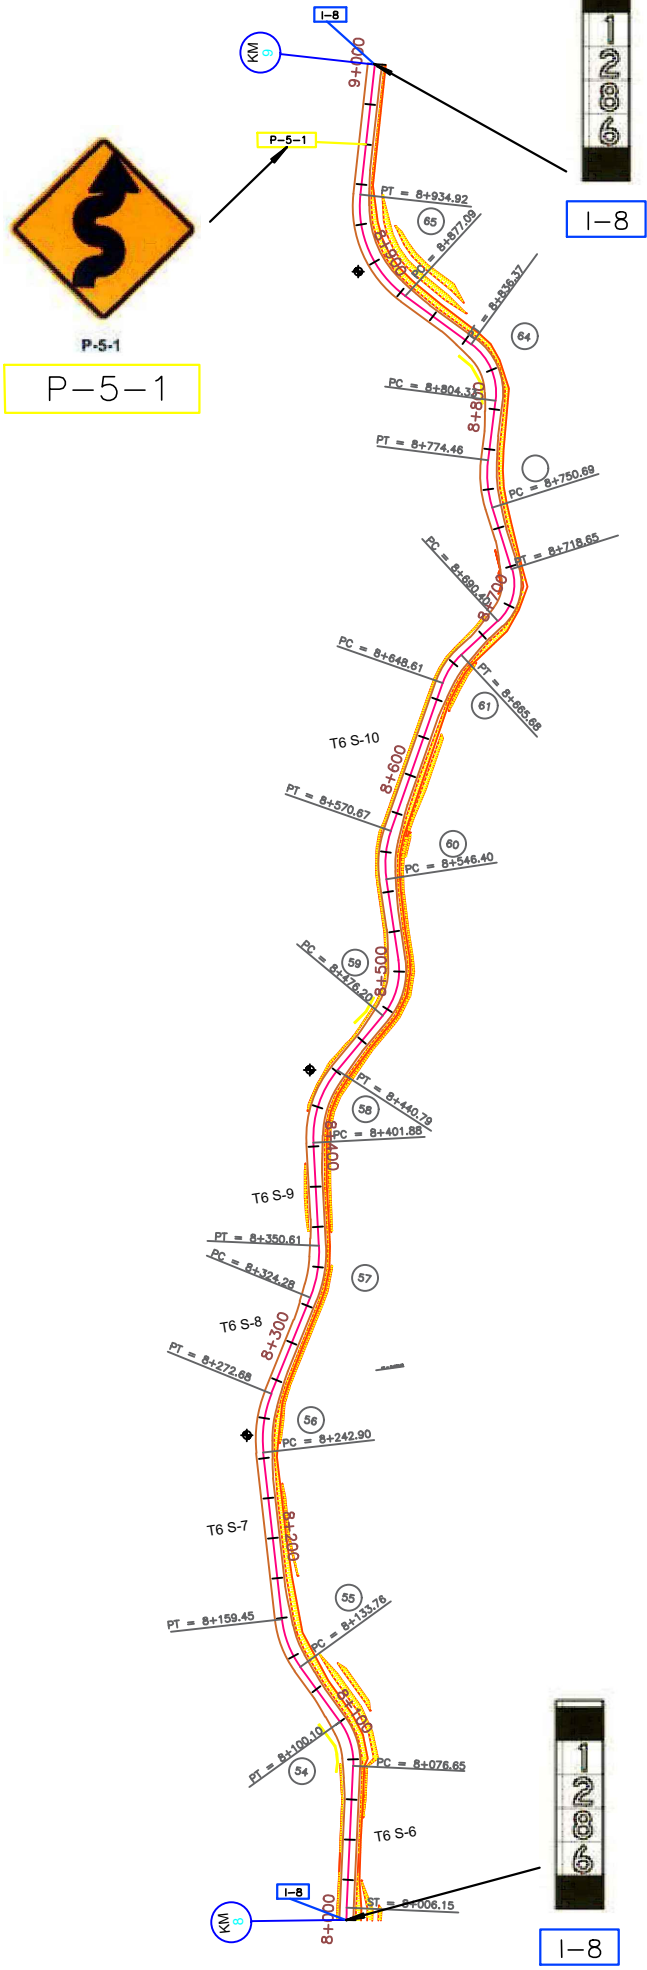 I-8
KM
9
9+000
1
2
8
6
I-8
P-5-1
P-5-1
P-5-1
PT = 8+934.92
65
8+900
PC = 8+877.09
PT = 8+836.37
64
PC = 8+804.37
8+800
PT = 8+774.46
PC = 8+750.69
PT = 8+718.65
PC = 8+690.40
8+700
PC = 8+648.61
PT = 8+665.68
61
T6 S-10
8+600
PT = 8+570.67
60
PC = 8+546.40
59
PC = 8+476.20
8+500
PT = 8+440.79
58
PC = 8+401.88
8+400
T6 S-9
PT = 8+350.61
PC = 8+324.28
57
T6 S-8
8+300
PT = 8+272.68
56
PC = 8+242.90
T6 S-7
8+200
55
PC = 8+133.76
PT = 8+159.45
8+100
PT = 8+100.10
54
PC = 8+076.65
T6 S-6
1
2
8
6
I-8
I-8
KM
8
8+000
ST. = 8+006.15